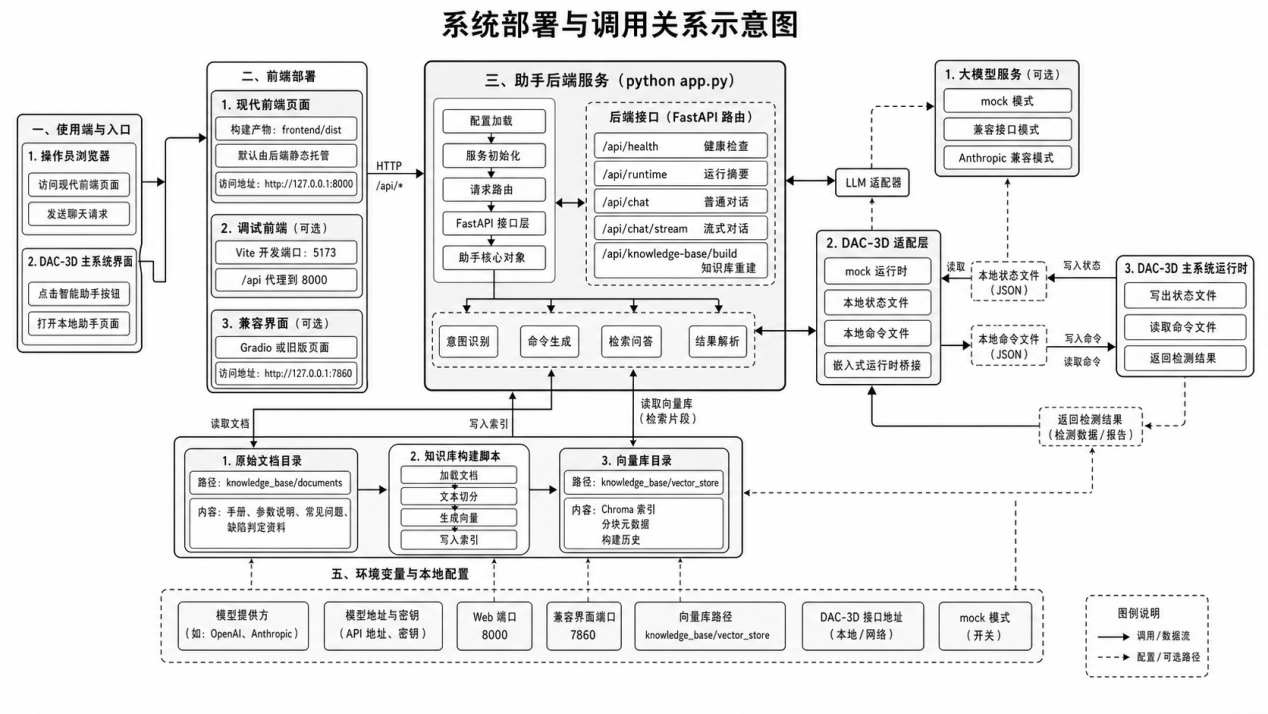 系统部署与调用关系示意图
一、使用端与入口
1. 操作员浏览器
访问现代前端页面
发送聊天请求
2. DAC-3D 主系统界面
点击智能助手按钮
打开本地助手页面
二、前端部署
1. 现代前端页面
构建产物：frontend/dist
默认由后端静态托管
访问地址：http://127.0.0.1:8000
2. 调试前端（可选）
Vite 开发端口：5173
/api 代理到 8000
3. 兼容界面（可选）
Gradio 或旧版页面
访问地址：http://127.0.0.1:7860
HTTP
/api/*
三、助手后端服务（python app.py）
配置加载
服务初始化
请求路由
FastAPI 接口层
助手核心对象
后端接口（FastAPI 路由）
/api/health 健康检查
/api/runtime 运行摘要
/api/chat 普通对话
/api/chat/stream 流式对话
/api/knowledge-base/build
知识库重建
意图识别
命令生成
检索问答
结果解析
1. 大模型服务（可选）
mock 模式
兼容接口模式
Anthropic 兼容模式
LLM 适配器
2. DAC-3D 适配层
mock 运行时
本地状态文件
本地命令文件
嵌入式运行时桥接
读取
本地状态文件
（JSON）
写入状态
本地命令文件
（JSON）
写入命令
读取命令
3. DAC-3D 主系统运行时
写出状态文件
读取命令文件
返回检测结果
返回检测结果
（检测数据/报告）
读取文档
写入索引
读取向量库
（检索片段）
1. 原始文档目录
路径：knowledge_base/documents
内容：手册、参数说明、常见问题、
缺陷判定资料
2. 知识库构建脚本
加载文档
文本切分
生成向量
写入索引
3. 向量库目录
路径：knowledge_base/vector_store
内容：Chroma 索引
分块元数据
构建历史
五、环境变量与本地配置
模型提供方
（如：OpenAI、Anthropic）
模型地址与密钥
（API 地址、密钥）
Web 端口
8000
兼容界面端口
7860
向量库路径
knowledge_base/vector_store
DAC-3D 接口地址
（本地/网络）
mock 模式
（开关）
图例说明
调用/数据流
配置/可选路径